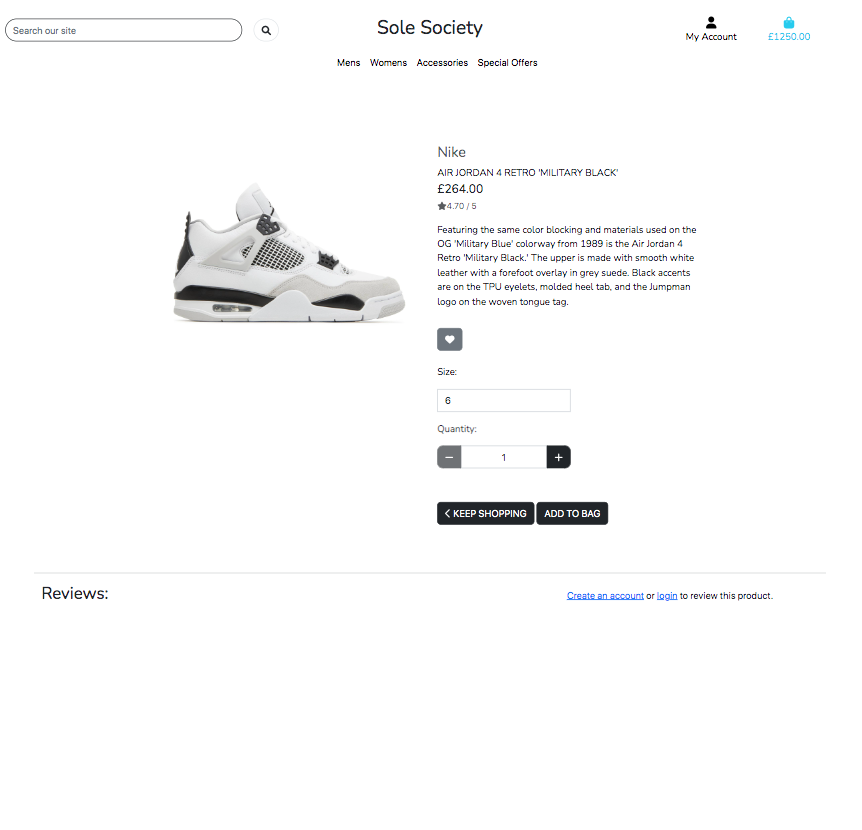 Search our site
Sole Society
My Account
£1250.00
Mens Womens Accessories Special Offers
Nike
AIR JORDAN 4 RETRO 'MILITARY BLACK'
£264.00
4.70 / 5
Featuring the same color blocking and materials used on the
OG 'Military Blue' colorway from 1989 is the Air Jordan 4
Retro 'Military Black.' The upper is made with smooth white
leather with a forefoot overlay in grey suede. Black accents
are on the TPU eyelets, molded heel tab, and the Jumpman
logo on the woven tongue tag.
Size:
6
Quantity:
1
KEEP SHOPPING ADD TO BAG
Reviews:
Create an account or login to review this product.